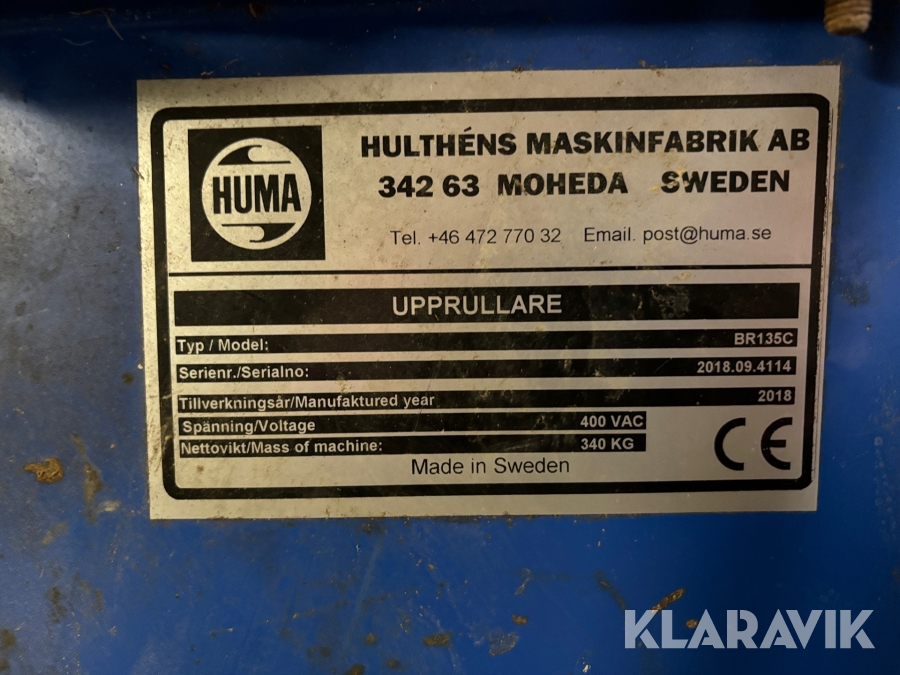 HUMA
HULTHÉNS MASKINFABRIK AB
342 63 MOHEDA SWEDEN
Tel. +46 472 770 32 Email. post@huma.se
UPPRULLARE
Typ / Model: BR135C
Serienr./Serialno: 2018.09.4114
Tillverkningsår/Manufaktured year 2018
Spänning/Voltage 400 VAC
Nettovikt/Mass of machine: 340 KG
CE
Made in Sweden
KLARAVIK